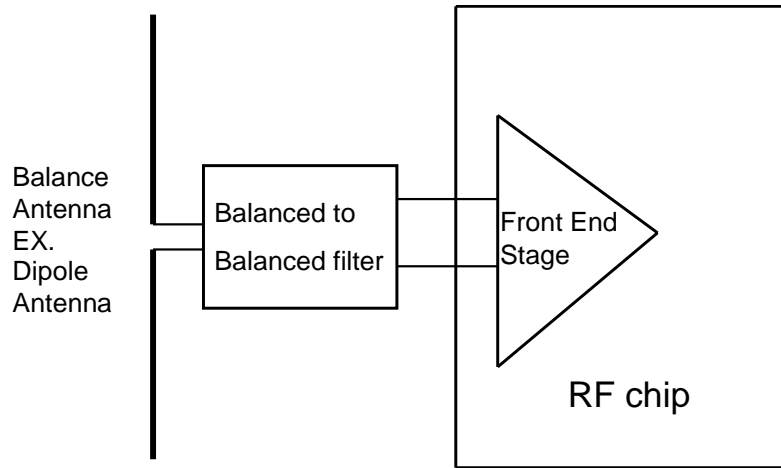 Balance
Antenna
EX.
Dipole
Antenna
Balanced to
Balanced filter
Front End
Stage
RF chip